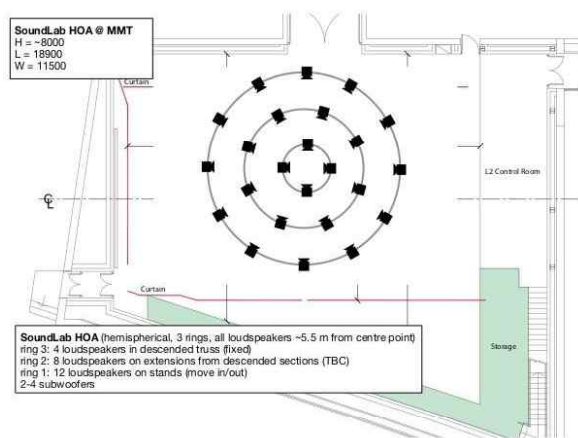 SoundLab HOA @ MMT
H = ~8000
L = 18900
W = 11500
Curtain
L2 Control Room
CL
Curtain
Storage
SoundLab HOA (hemispherical, 3 rings, all loudspeakers ~5.5 m from centre point)
ring 3: 4 loudspeakers in descended truss (fixed)
ring 2: 8 loudspeakers on extensions from descended sections (TBC)
ring 1: 12 loudspeakers on stands (move in/out)
2-4 subwoofers